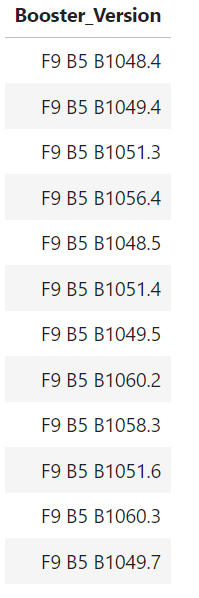 Booster_Version
F9 B5 B1048.4
F9 B5 B1049.4
F9 B5 B1051.3
F9 B5 B1056.4
F9 B5 B1048.5
F9 B5 B1051.4
F9 B5 B1049.5
F9 B5 B1060.2
F9 B5 B1058.3
F9 B5 B1051.6
F9 B5 B1060.3
F9 B5 B1049.7